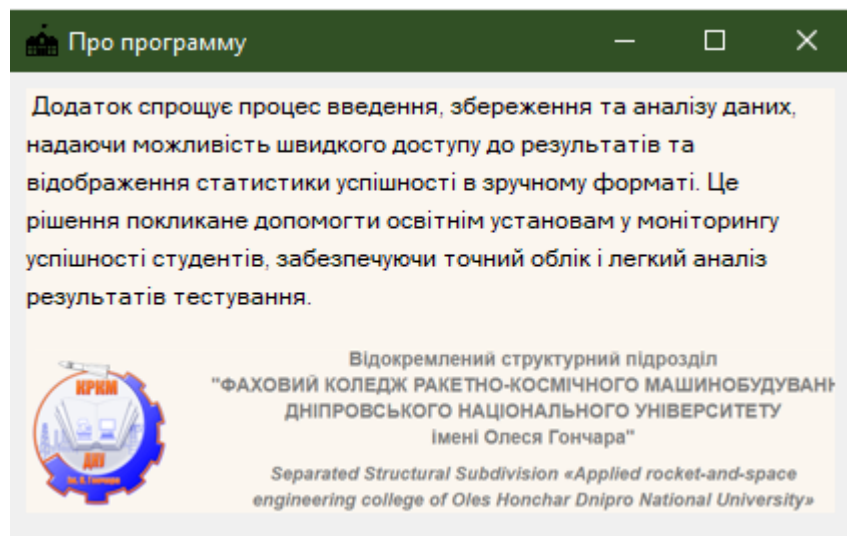 Про программу
Додаток спрощує процес введення, збереження та аналізу даних,
надаючи можливість швидкого доступу до результатів та
відображення статистики успішності в зручному форматі. Це
рішення покликане допомогти освітнім установам у моніторингу
успішності студентів, забезпечуючи точний облік і легкий аналіз
результатів тестування.
Відокремлений структурний підрозділ
"ФАХОВИЙ КОЛЕДЖ РАКЕТНО-КОСМІЧНОГО МАШИНОБУДУВАНН
ДНІПРОВСЬКОГО НАЦІОНАЛЬНОГО УНІВЕРСИТЕТУ
імені Олеся Гончара"
Separated Structural Subdivision «Applied rocket-and-space
engineering college of Oles Honchar Dnipro National University»
КРКМ
ДНУ
ім. О. Гончара